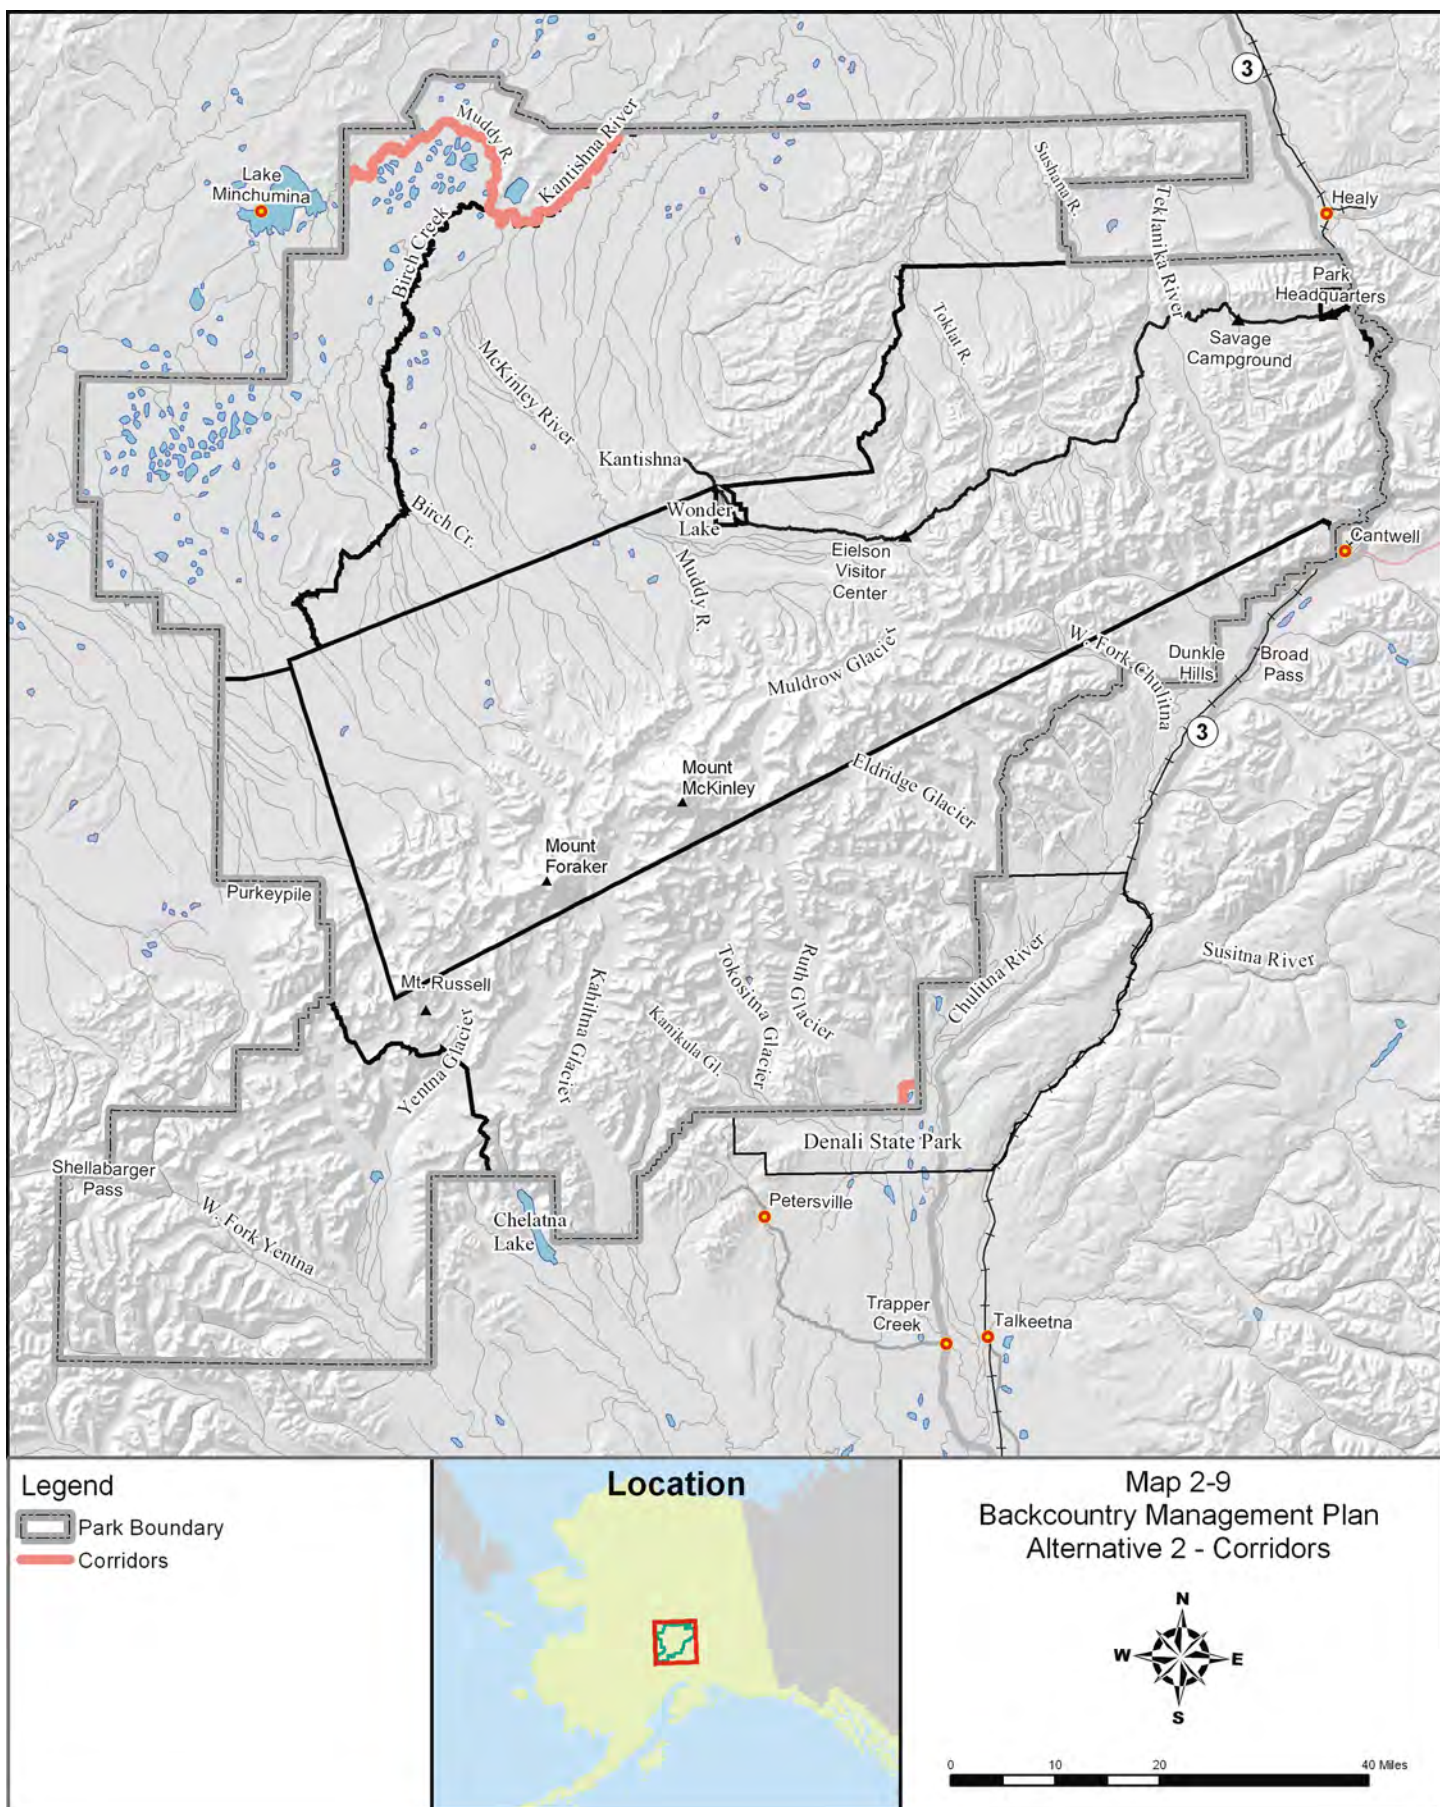 3
Muddy R.
Kantishna River
Sushana R.
Lake
Minchumina
Teklanika River
Healy
Birch Creek
Park
Headquarters
Toklat R.
Savage
Campground
McKinley River
Kantishna
Birch Cr.
Wonder
Lake
Cantwell
Eielson
Visitor
Center
Muddy R.
W. Fork Chulitna
Dunkle
Hills
Broad
Pass
Muldrow Glacier
3
Mount
McKinley
Eldridge Glacier
Mount
Foraker
Purkeypile
Susitna River
Chulitna River
Mt. Russell
Kahiltna Glacier
Tokositna Glacier
Ruth Glacier
Kanikula Gl.
Yentna Glacier
Denali State Park
Shellabarger
Pass
Petersville
W. Fork Yentna
Chelatna
Lake
Trapper
Creek
Talkeetna
Legend
Park Boundary
Corridors
Location
Map 2-9
Backcountry Management Plan
Alternative 2 - Corridors
N
W
E
S
0 10 20 40 Miles